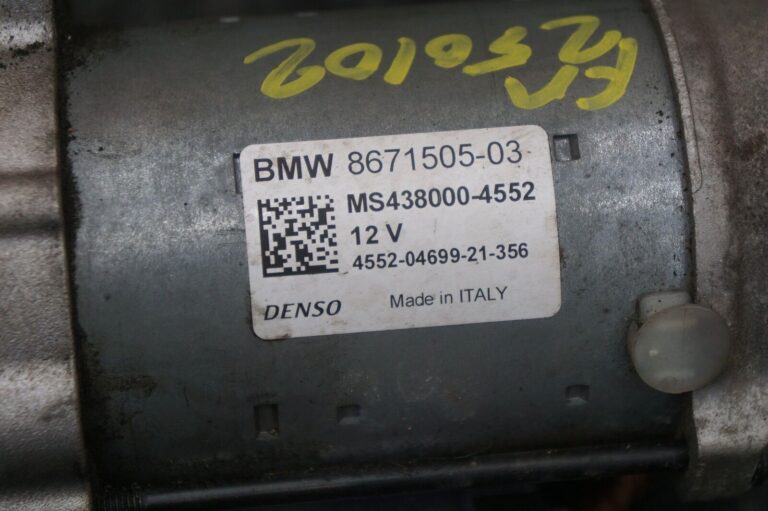 BMW 8671505-03
MS438000-4552
12 V
4552-04699-21-356
DENSO Made in ITALY